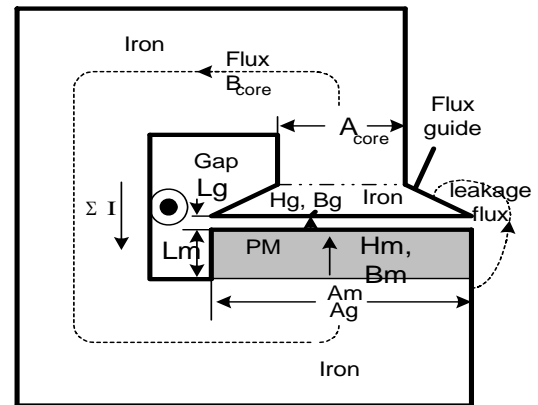 Iron
Flux
Bcore
Flux
guide
Acore
Gap
Lg
Hg, Bg
Iron
leakage
flux
Σ I
Lm
PM
Hm,
Bm
Am
Ag
Iron